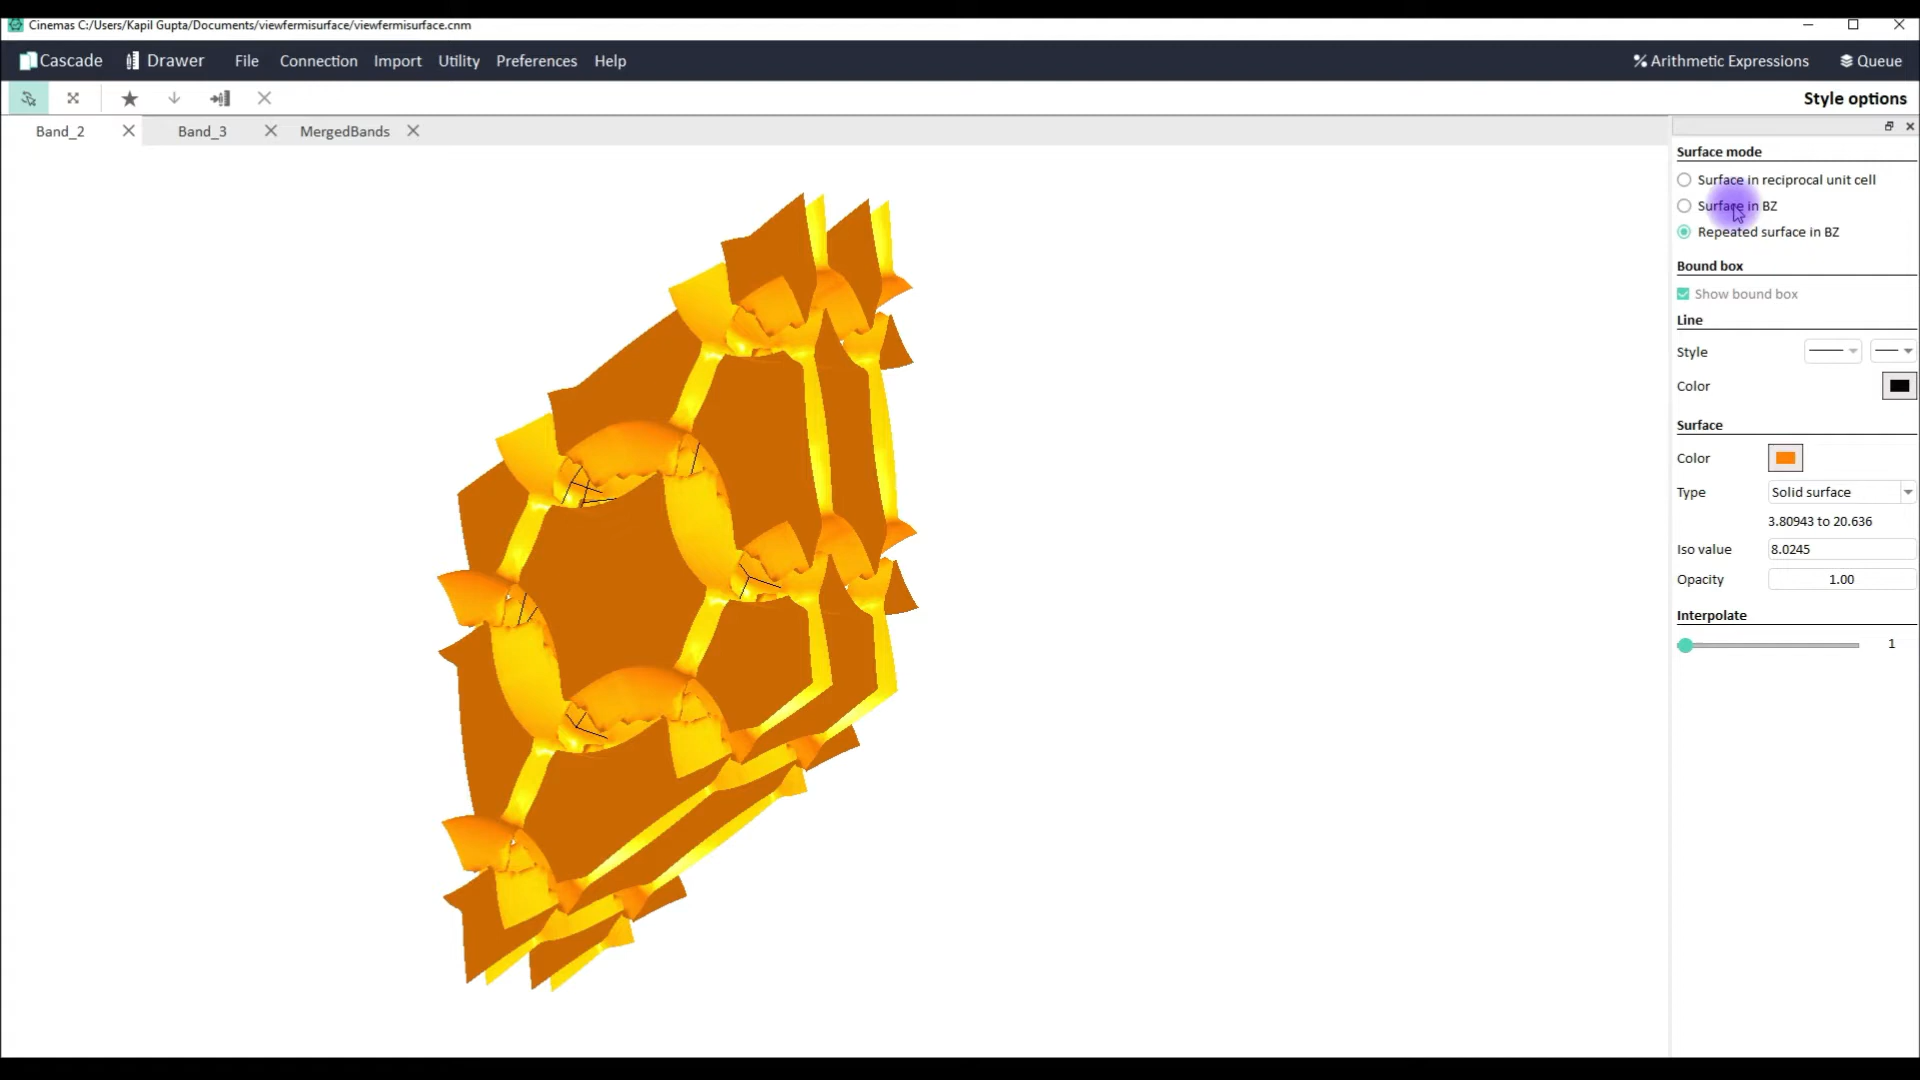 Cinemas C:/Users/Kapil Gupta/Documents/viewfermisurface/viewfermisurface.cnm
Cascade Drawer File Connection Import Utility Preferences Help Arithmetic Expressions Queue
Style options
Band_2 Band_3 MergedBands
Surface mode
Surface in reciprocal unit cell
Surface in BZ
Repeated surface in BZ
Bound box
Show bound box
Line
Style
Color
Surface
Color
Type Solid surface
3.80943 to 20.636
Iso value 8.0245
Opacity 1.00
Interpolate
1